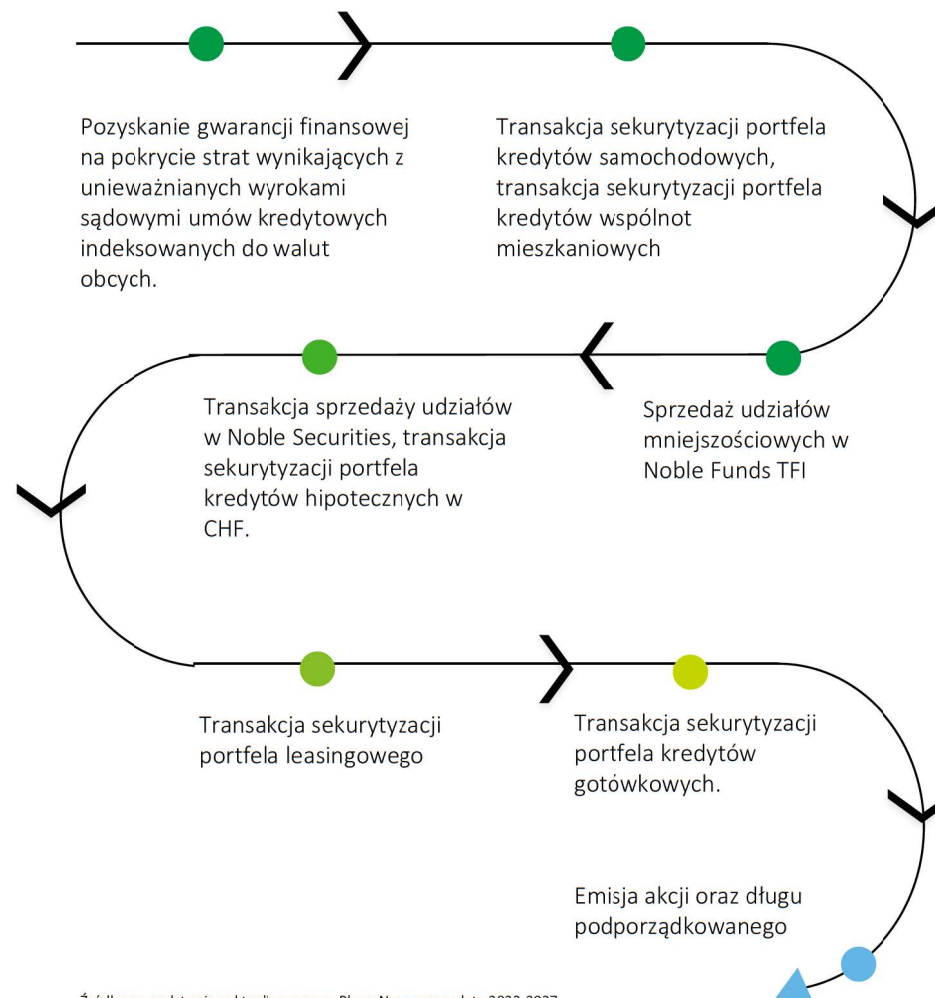 Pozyskanie gwarancji finansowej
na pokrycie strat wynikających z
unieważnianych wyrokami
sądowymi umów kredytowych
indeksowanych do walut
obcych.
Transakcja sekurytyzacji portfela
kredytów samochodowych,
transakcja sekurytyzacji portfela
kredytów wspólnot
mieszkaniowych
Sprzedaż udziałów
mniejszościowych w
Noble Funds TFI
Transakcja sprzedaży udziałów
w Noble Securities, transakcja
sekurytyzacji portfela
kredytów hipotecznych w
CHF.
Transakcja sekurytyzacji
portfela leasingowego
Transakcja sekurytyzacji
portfela kredytów
gotówkowych.
Emisja akcji oraz długu
podporządkowanego